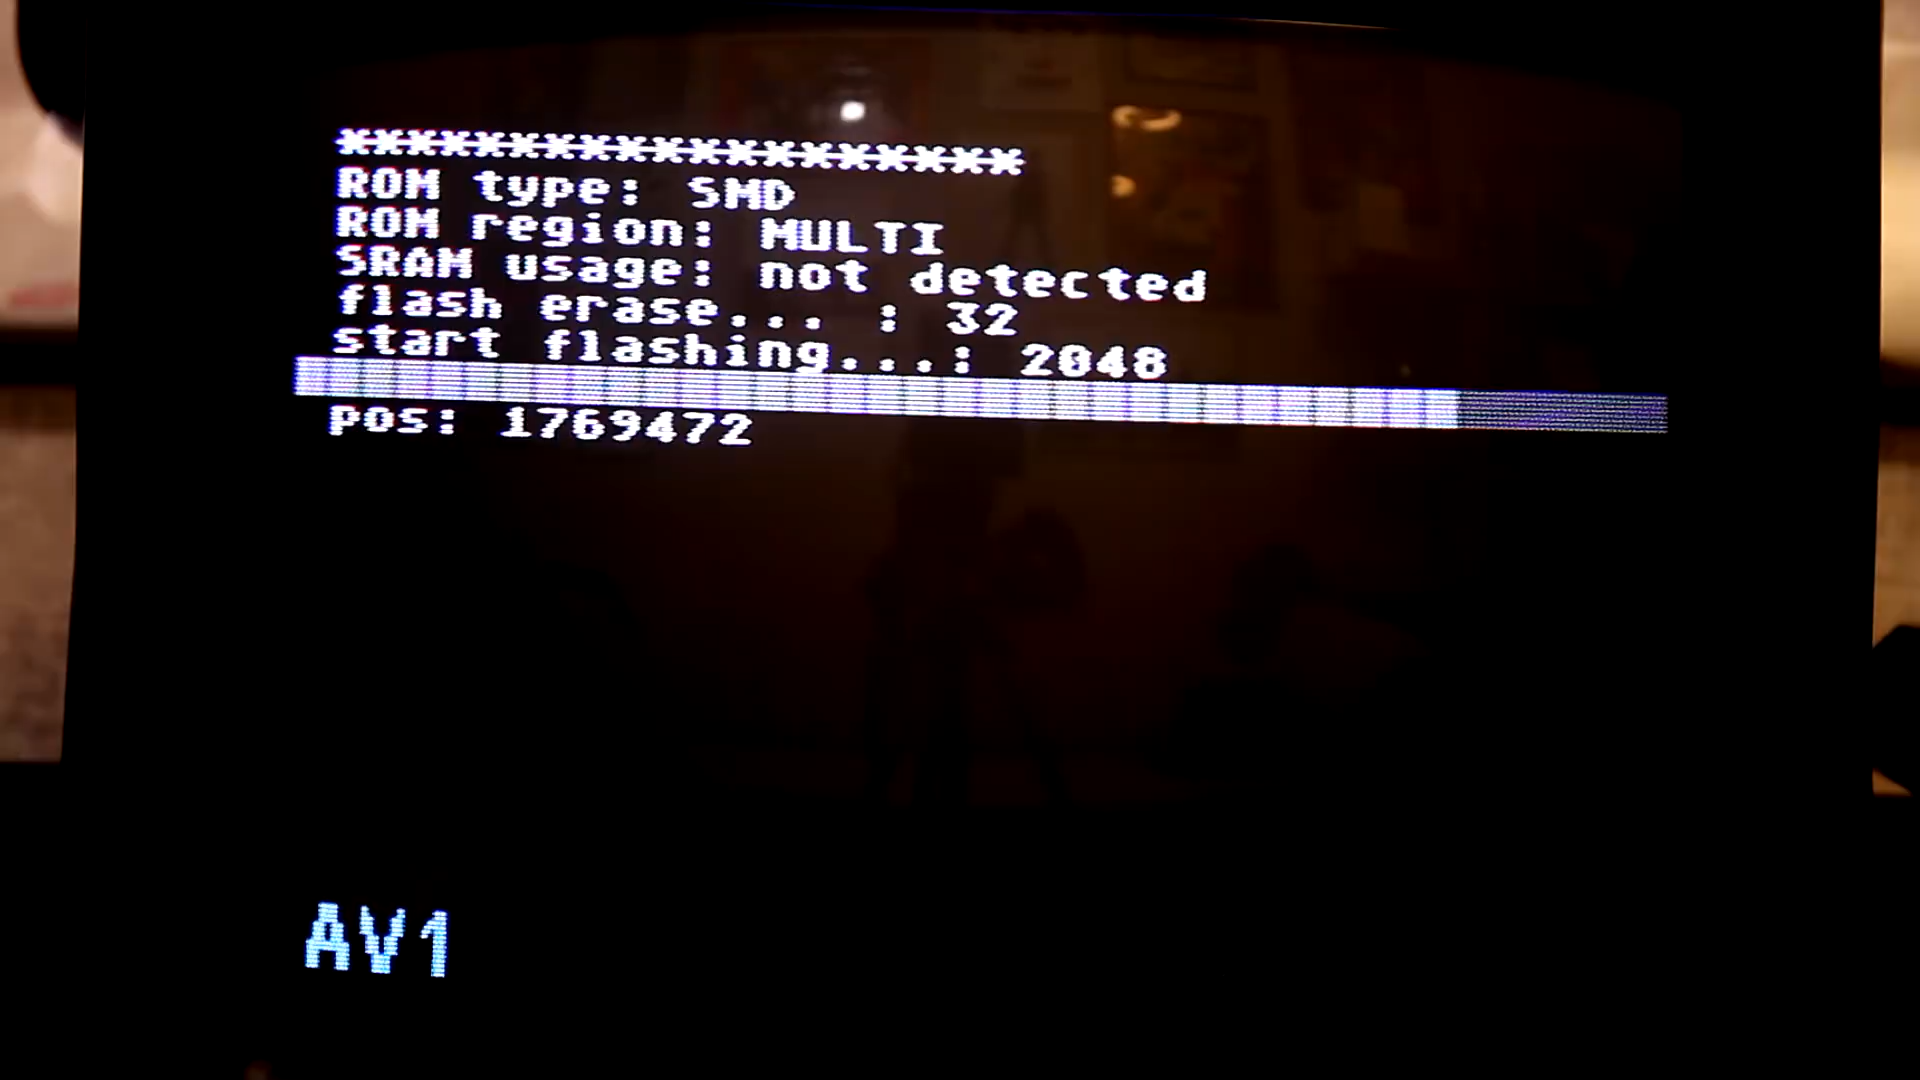 *******************
ROM type: SMD
ROM region: MULTI
SRAM usage: not detected
flash erase... : 32
start flashing...: 2048
pos: 1769472
AV1